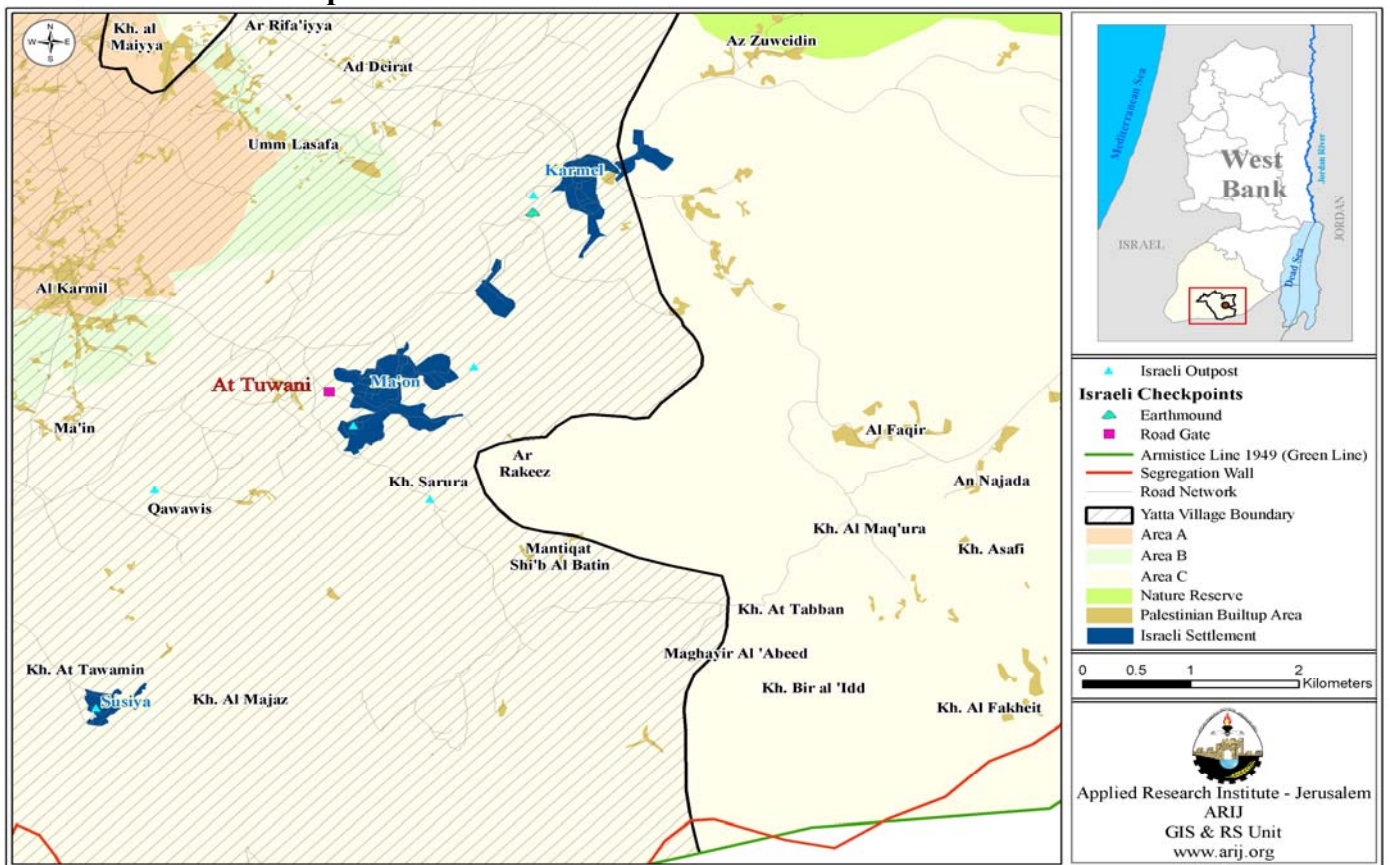 N
W
E
S
Kh. al
Maiyya
Ar Rifa'iyya
Ad Deirat
Az Zuweidin
Umm Lasafa
Karmel
Al Karmil
At Tuwani
Ma'on
Ma'in
Al Faqir
Ar
Rakeez
Kh. Sarura
An Najada
Qawawis
Kh. Al Maq'ura
Mantiqat
Shi'b Al Batin
Kh. Asafi
Kh. At Tabban
Kh. At Tawamin
Maghayir Al 'Abeed
Susiya
Kh. Al Majaz
Kh. Bir al 'Idd
Kh. Al Fakheit
Mediterranean Sea
West
Bank
Jordan River
JORDAN
ISRAEL
Dead Sea
Israeli Outpost
Israeli Checkpoints
Earthmound
Road Gate
Armistice Line 1949 (Green Line)
Segregation Wall
Road Network
Yatta Village Boundary
Area A
Area B
Area C
Nature Reserve
Palestinian Builtup Area
Israeli Settlement
0 0.5 1 2
Kilometers
Applied Research Institute - Jerusalem
ARIJ
GIS & RS Unit
www.arij.org